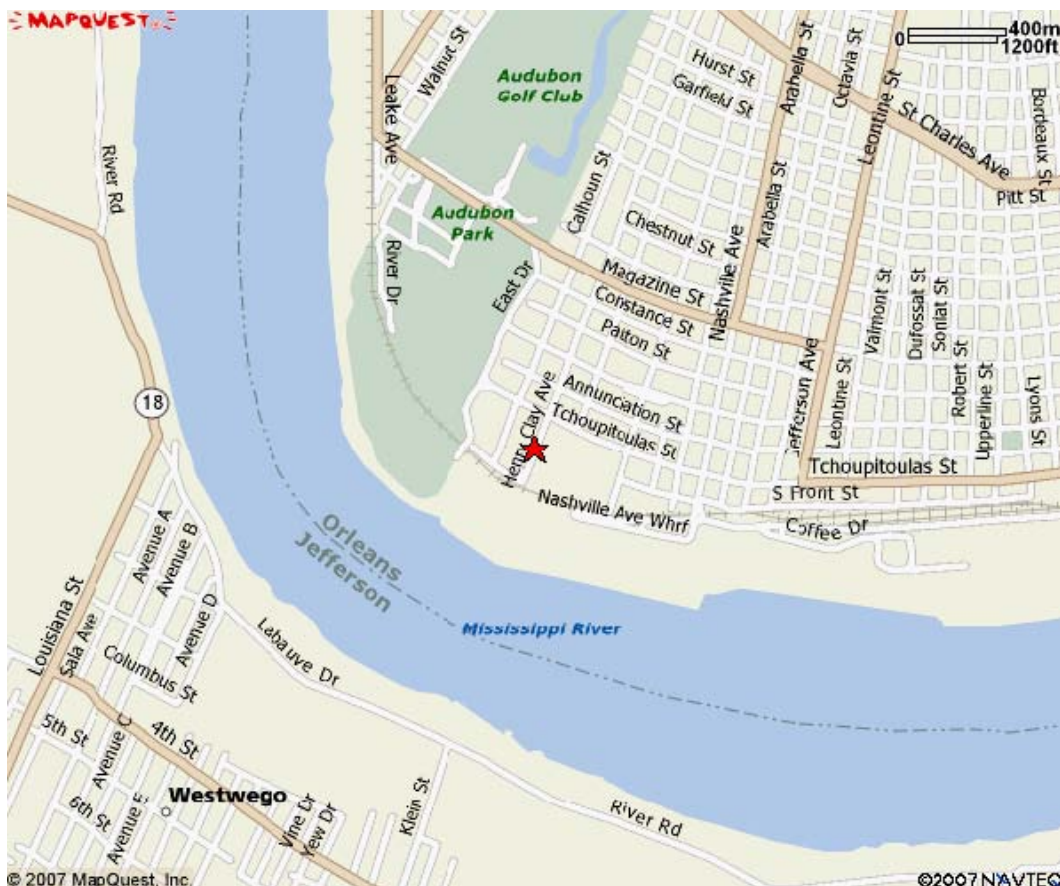 MAPQUEST
0 400m
1200ft
Walnut St
Audubon
Golf Club
Leake Ave
Hurst St
Garfield St
Arabella St
Octavia St
Leontine St
St Charles Ave
Bordeaux St
Pitt St
River Rd
Calhoun St
Audubon
Park
Chestnut St
Nashville Ave
Arabella St
River Dr
East Dr
Magazine St
Constance St
Patton St
Valmont St
Dufossat St
Soniat St
Robert St
Upperline St
Lyons St
Jefferson Ave
Leontine St
18
Henry Clay Ave
Annunciation St
Tchoupitoulas St
Tchoupitoulas St
S Front St
Nashville Ave Whrf
Coffee Dr
Orleans
Jefferson
Mississippi River
Avenue A
Avenue B
Avenue D
Louisiana St
Sala Ave
Columbus St
Labauve Dr
5th St
Avenue C
4th St
Westwego
6th St
Avenue E
Vine Dr
Yew Dr
Klein St
River Rd
© 2007 MapQuest, Inc.
©2007 NAVTEQ